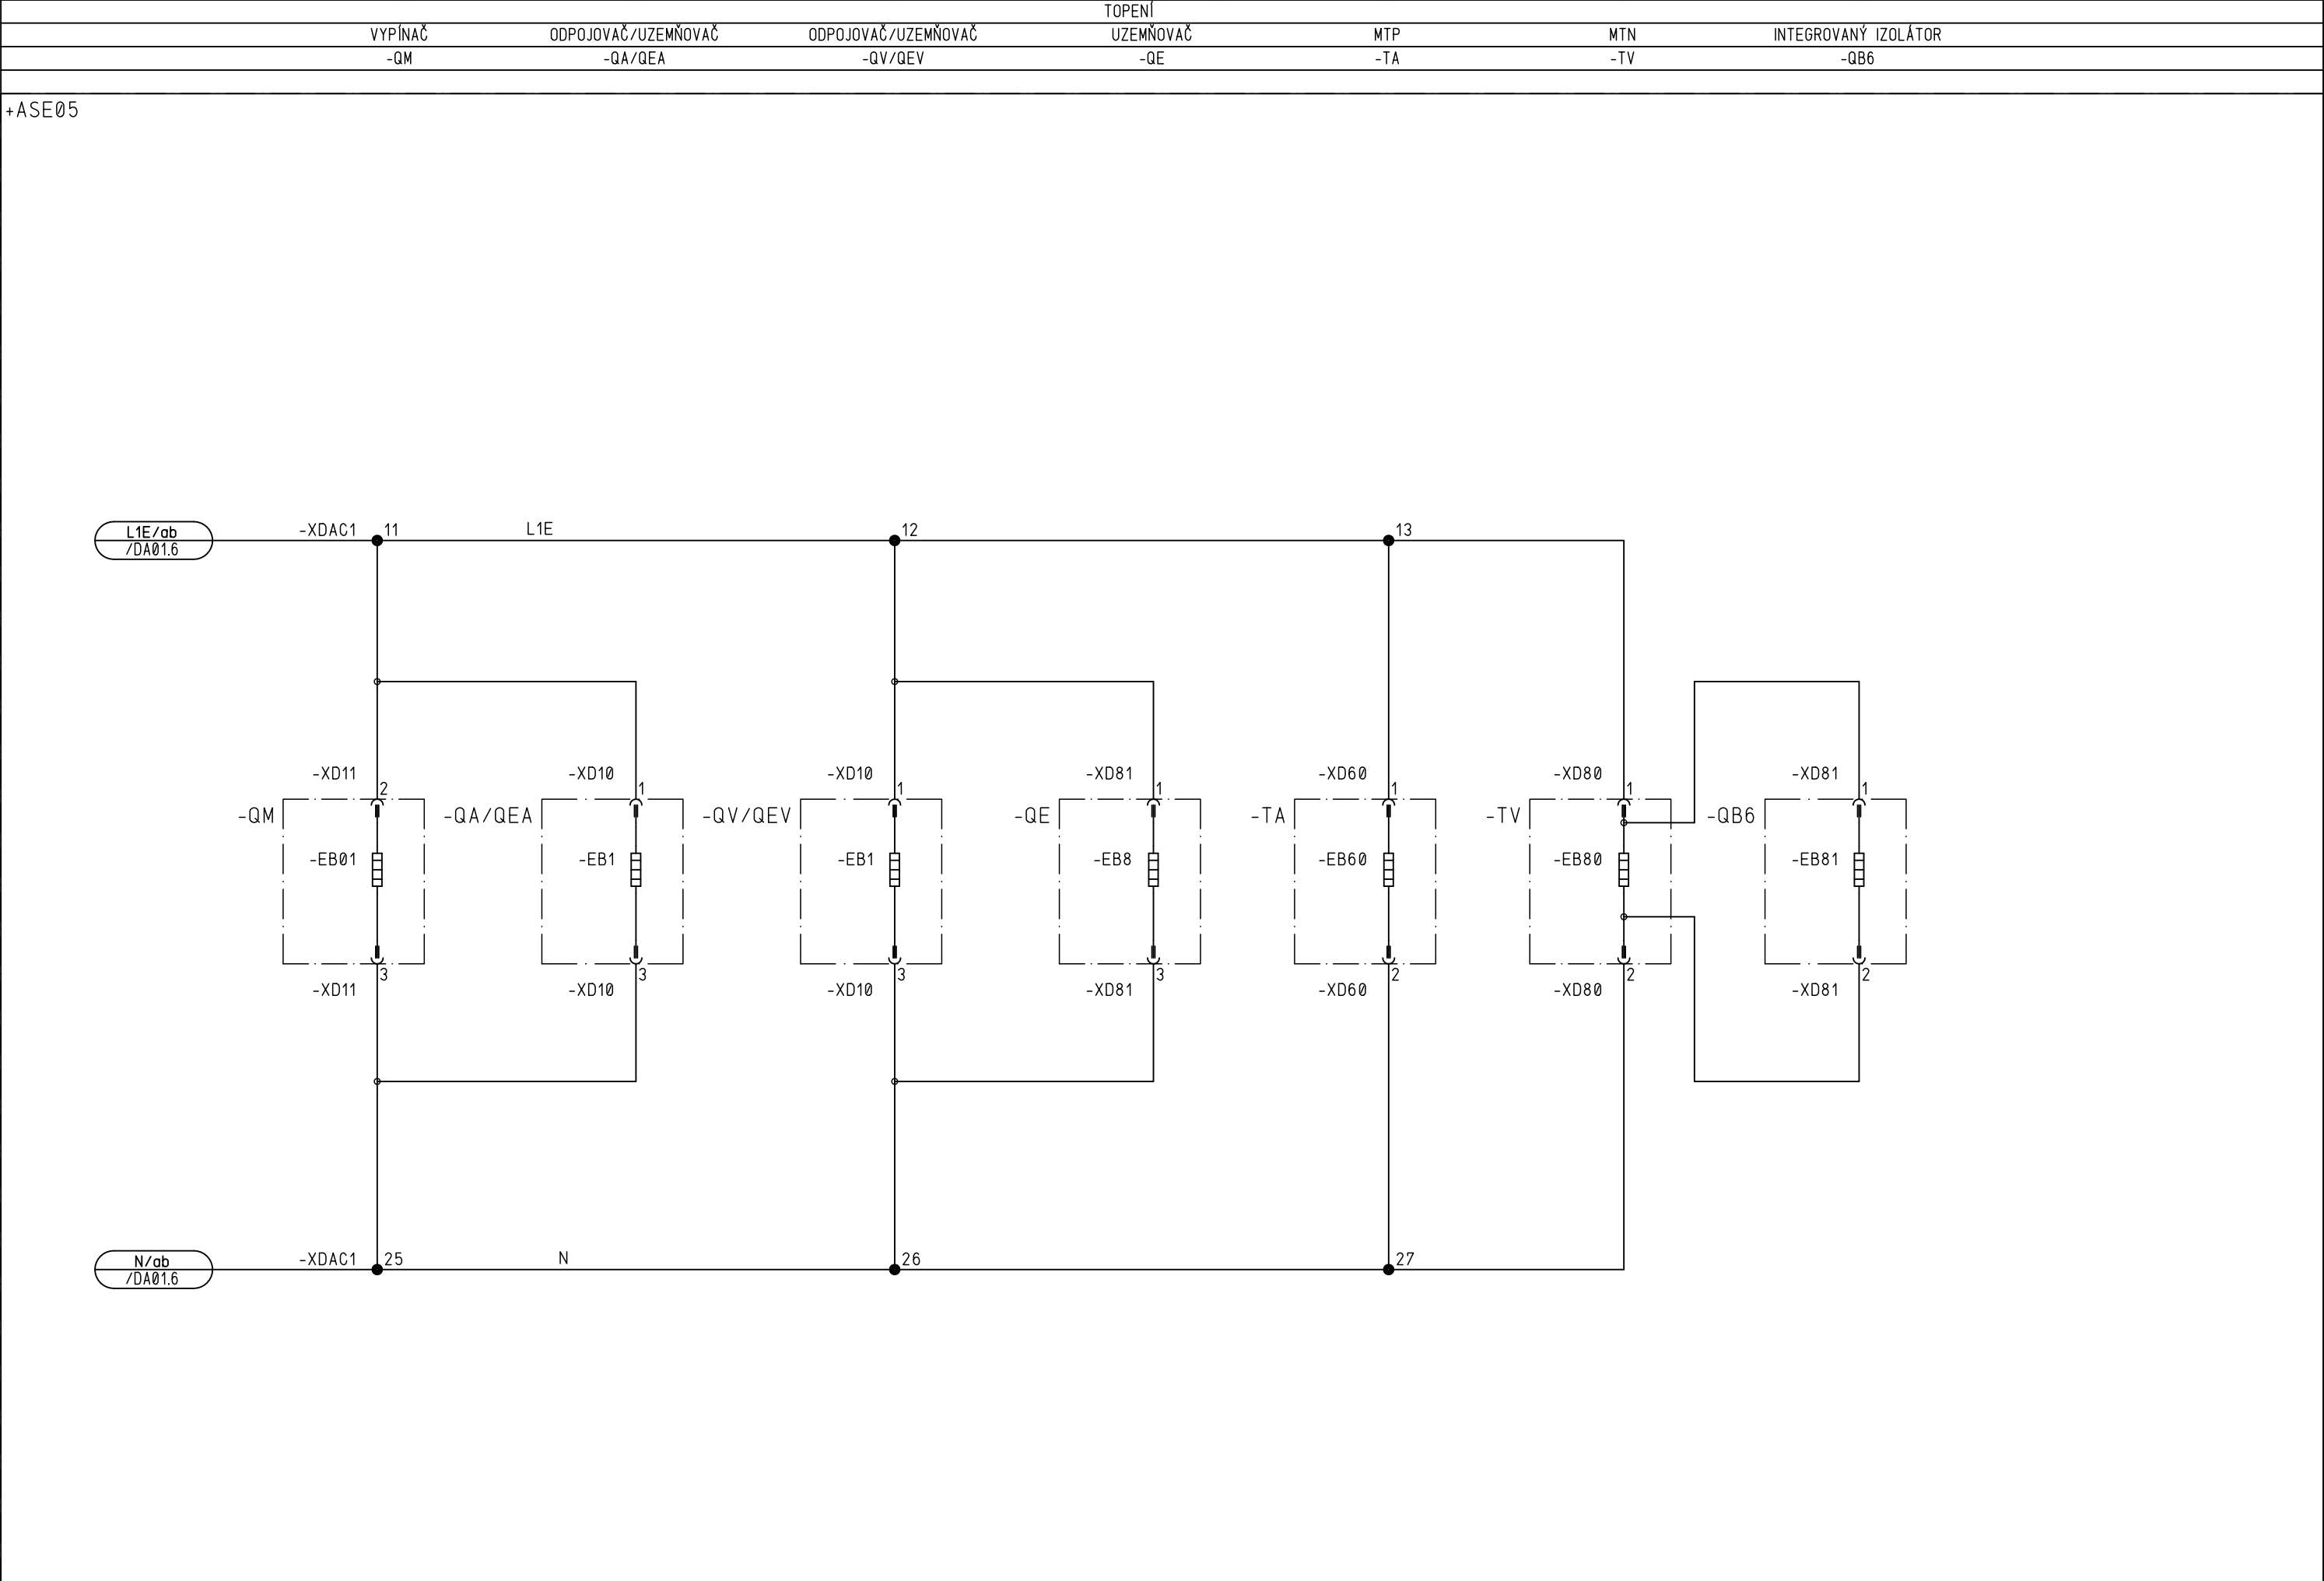 TOPENÍ
VYPÍNAČ ODPOJOVAČ/UZEMŇOVAČ ODPOJOVAČ/UZEMŇOVAČ UZEMŇOVAČ MTP MTN INTEGROVANÝ IZOLÁTOR
-QM -QA/QEA -QV/QEV -QE -TA -TV -QB6
+ASE05
L1E/ab -XDAC1 11 L1E 12 13
/DA01.6
-XD11 -XD10 -XD10 -XD81 -XD60 -XD80 -XD81
2 1 1 1 1 1 1
-QM -QA/QEA -QV/QEV -QE -TA -TV -QB6
-EB01 -EB1 -EB1 -EB8 -EB60 -EB80 -EB81
3 3 3 3 2 2 2
-XD11 -XD10 -XD10 -XD81 -XD60 -XD80 -XD81
N/ab -XDAC1 25 N 26 27
/DA01.6